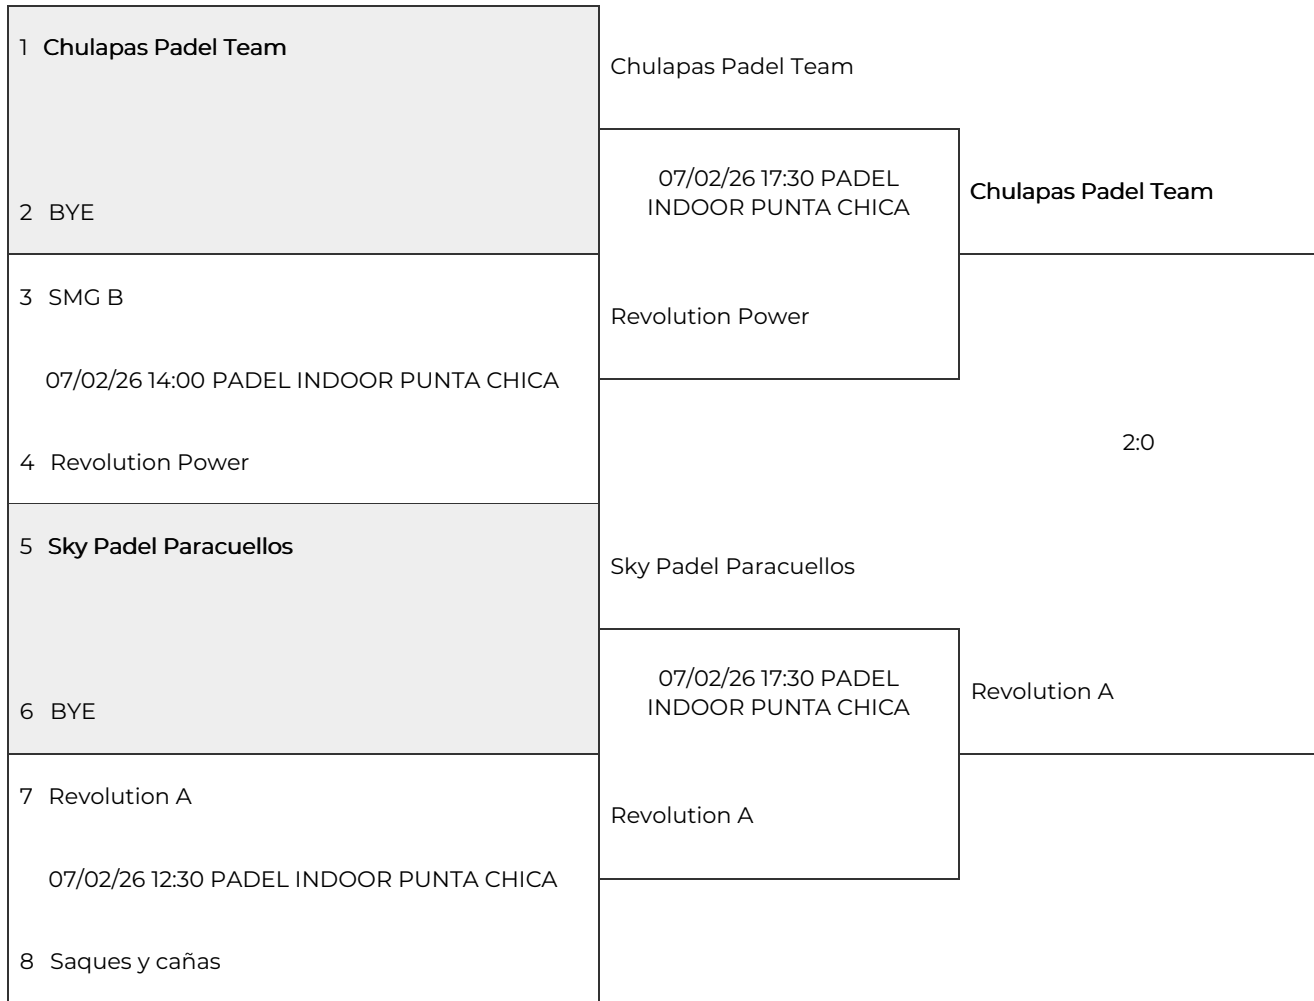 1 Chulapas Padel Team
2 BYE
3 SMG B
07/02/26 14:00 PADEL INDOOR PUNTA CHICA
4 Revolution Power
5 Sky Padel Paracuellos
6 BYE
7 Revolution A
07/02/26 12:30 PADEL INDOOR PUNTA CHICA
8 Saques y cañas
Chulapas Padel Team
07/02/26 17:30 PADEL
INDOOR PUNTA CHICA
Revolution Power
Sky Padel Paracuellos
07/02/26 17:30 PADEL
INDOOR PUNTA CHICA
Revolution A
Chulapas Padel Team
2:0
Revolution A